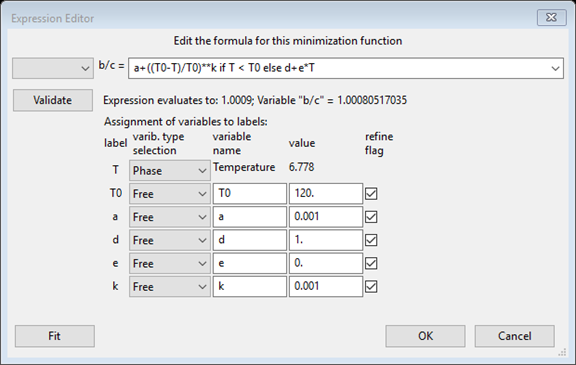 Expression Editor
Edit the formula for this minimization function
b/c = a+((T0-T)/T0)**k if T < T0 else d+e*T
Validate Expression evaluates to: 1.0009; Variable "b/c" = 1.00080517035
Assignment of variables to labels:
label varib. type selection variable name value refine flag
T Phase Temperature 6.778
T0 Free T0 120.
a Free a 0.001
d Free d 1.
e Free e 0.
k Free k 0.001
Fit OK Cancel